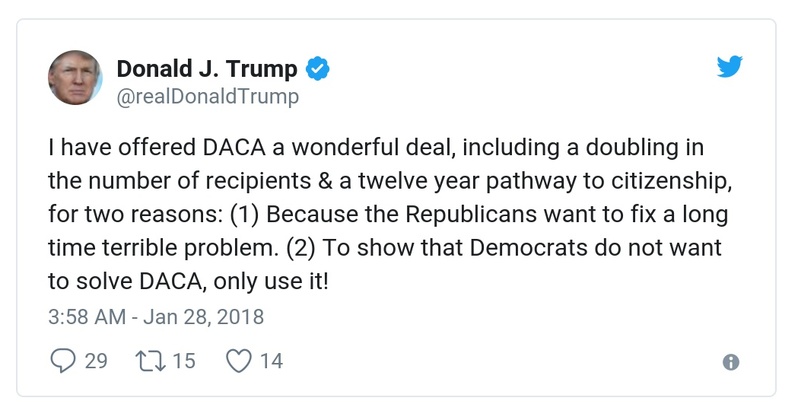 Donald J. Trump
@realDonaldTrump
I have offered DACA a wonderful deal, including a doubling in
the number of recipients & a twelve year pathway to citizenship,
for two reasons: (1) Because the Republicans want to fix a long
time terrible problem. (2) To show that Democrats do not want
to solve DACA, only use it!
3:58 AM - Jan 28, 2018
29 15 14